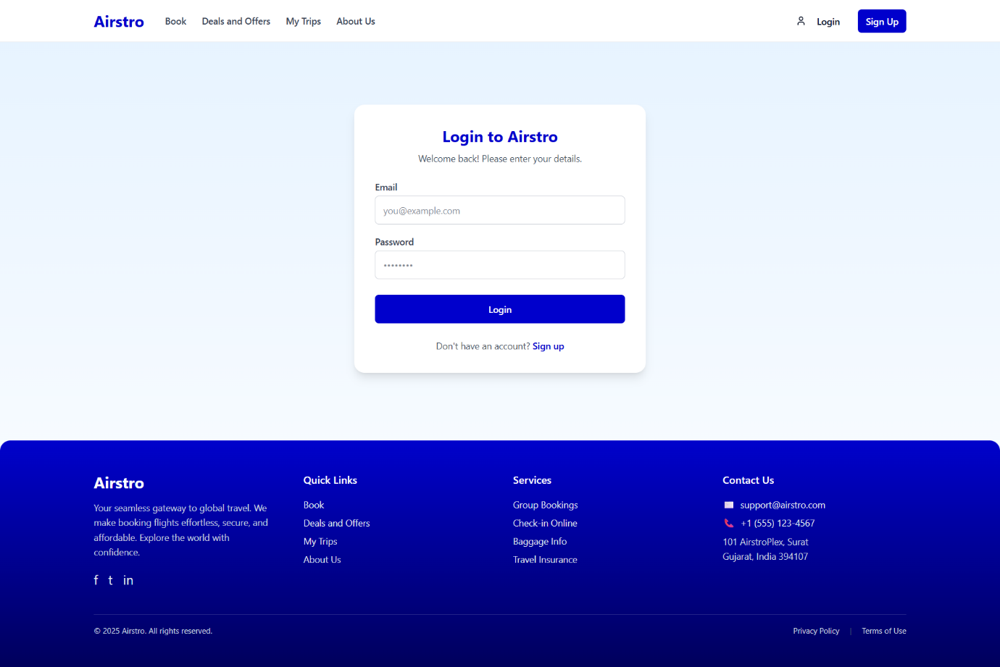 Airstro
Book
Deals and Offers
My Trips
About Us
Login
Sign Up
Login to Airstro
Welcome back! Please enter your details.
Email
you@example.com
Password
••••••••
Login
Don't have an account? Sign up
Airstro
Your seamless gateway to global travel. We
make booking flights effortless, secure, and
affordable. Explore the world with
confidence.
f t in
Quick Links
Book
Deals and Offers
My Trips
About Us
Services
Group Bookings
Check-in Online
Baggage Info
Travel Insurance
Contact Us
support@airstro.com
+1 (555) 123-4567
101 AirstroPlex, Surat
Gujarat, India 394107
© 2025 Airstro. All rights reserved.
Privacy Policy | Terms of Use